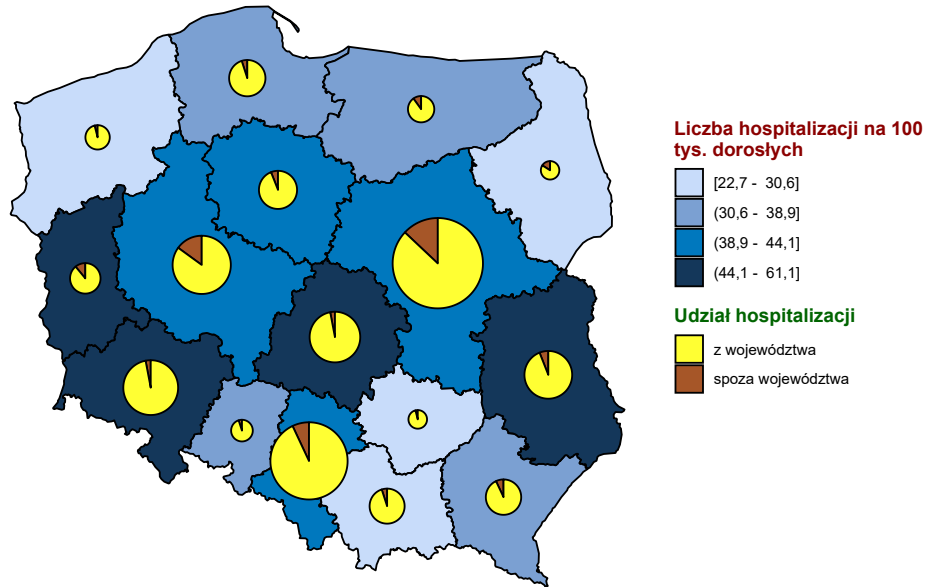 Liczba hospitalizacji na 100
tys. dorosłych
[22,7 - 30,6]
(30,6 - 38,9]
(38,9 - 44,1]
(44,1 - 61,1]
Udział hospitalizacji
z województwa
spoza województwa